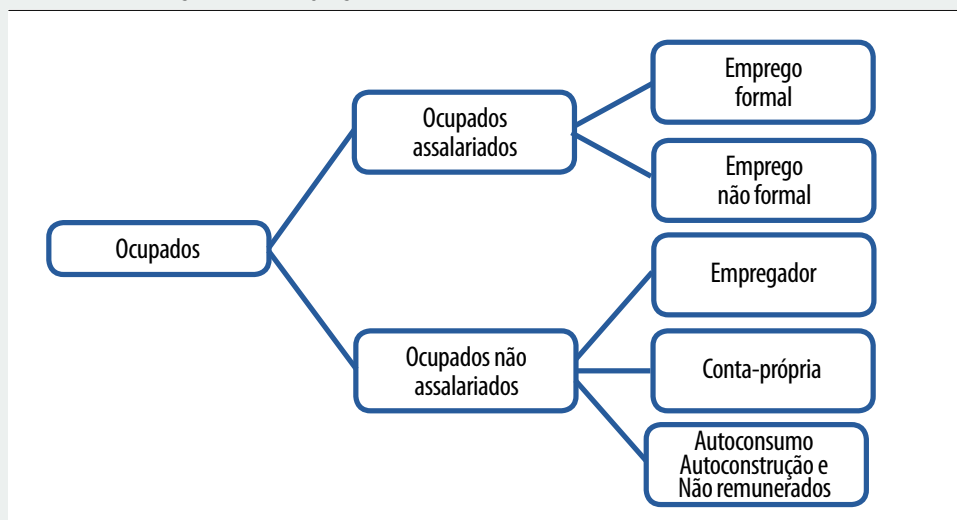 Ocupados
Ocupados
assalariados
Emprego
formal
Emprego
não formal
Ocupados não
assalariados
Empregador
Conta-própria
Autoconsumo
Autoconstrução e
Não remunerados